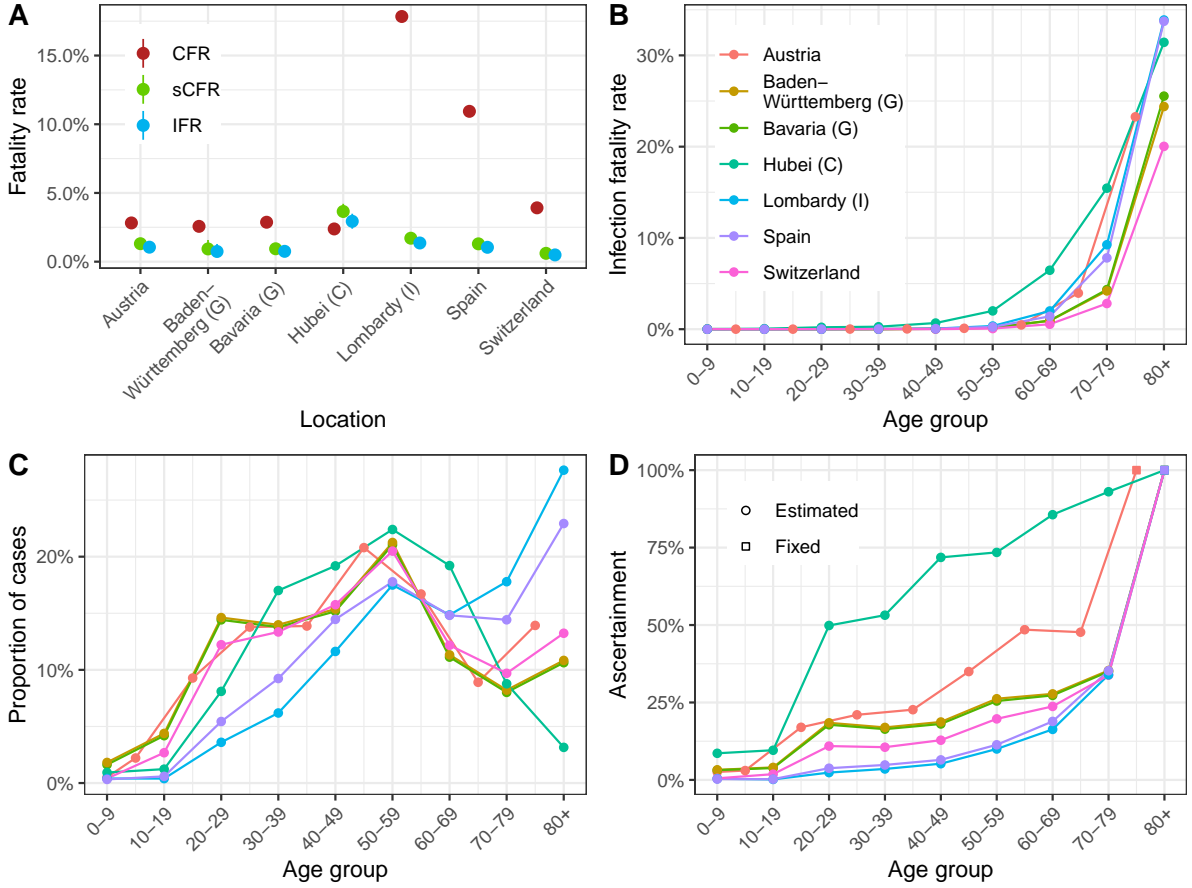 A
Fatality rate
15.0%
10.0%
5.0%
0.0%
CFR
sCFR
IFR
Austria
Baden–
Württemberg (G)
Bavaria (G)
Hubei (C)
Lombardy (I)
Spain
Switzerland
Location
B
Infection fatality rate
30%
20%
10%
0%
Austria
Baden–
Württemberg (G)
Bavaria (G)
Hubei (C)
Lombardy (I)
Spain
Switzerland
0–9
10–19
20–29
30–39
40–49
50–59
60–69
70–79
80+
Age group
C
Proportion of cases
20%
10%
0%
0–9
10–19
20–29
30–39
40–49
50–59
60–69
70–79
80+
Age group
D
Ascertainment
100%
75%
50%
25%
0%
Estimated
Fixed
0–9
10–19
20–29
30–39
40–49
50–59
60–69
70–79
80+
Age group